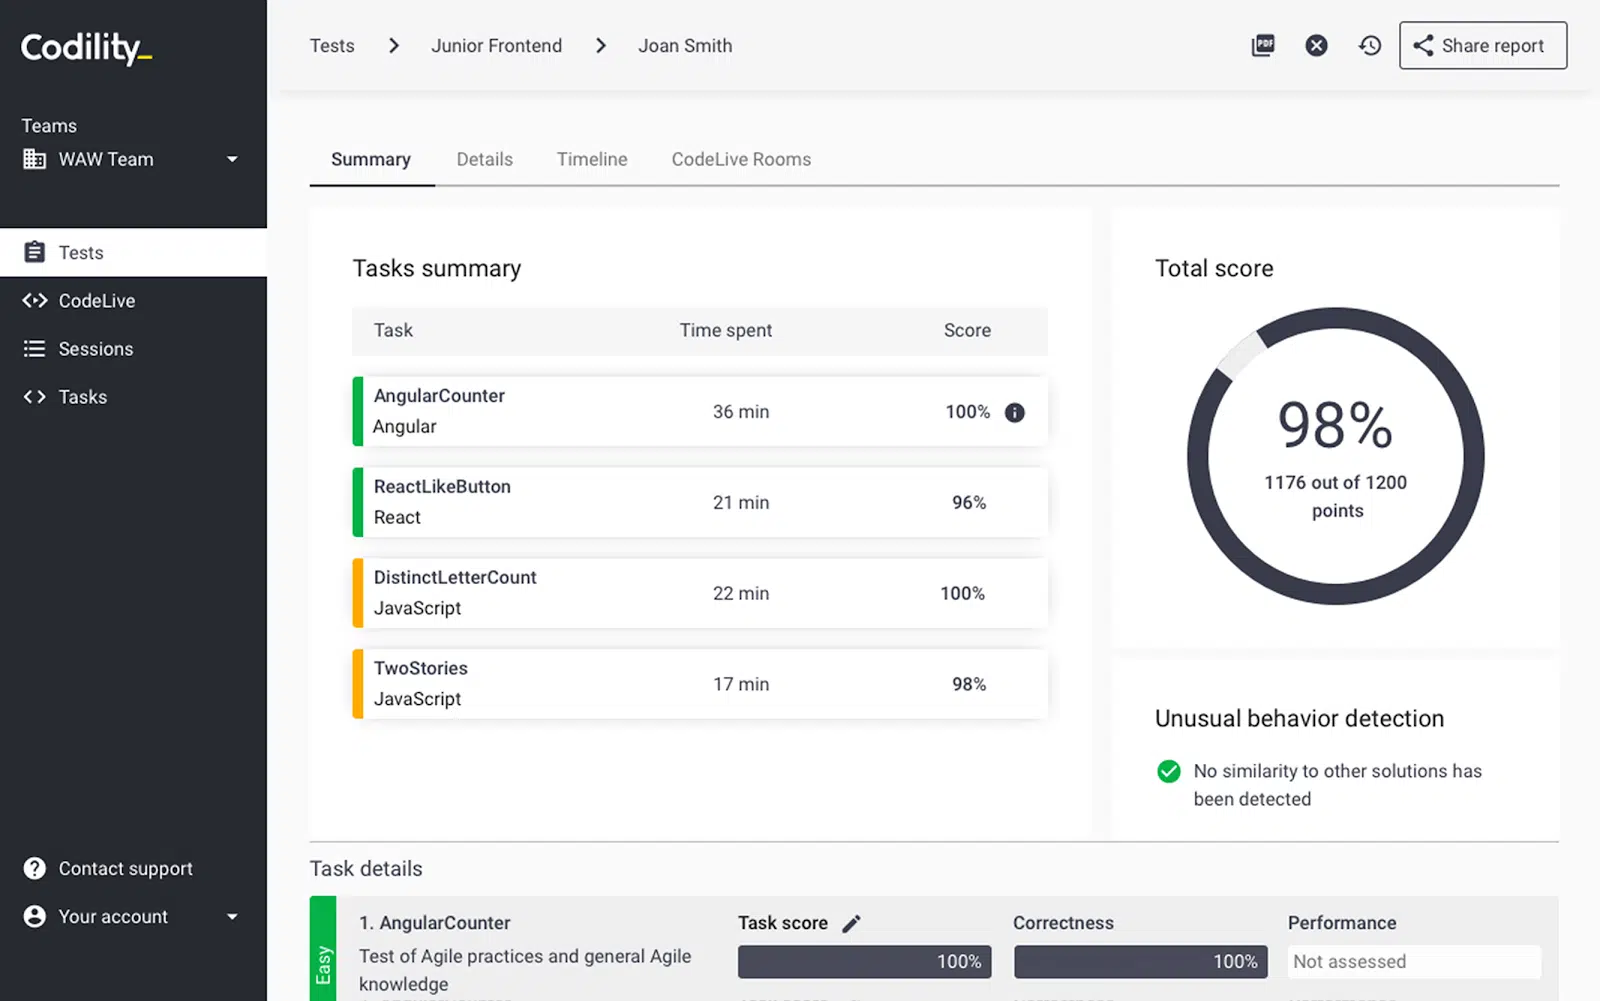 Codility_
Teams
WAW Team
Tests
CodeLive
Sessions
Tasks
Contact support
Your account
Tests > Junior Frontend > Joan Smith
PDF
Share report
Summary Details Timeline CodeLive Rooms
Tasks summary
Task Time spent Score
AngularCounter
Angular
36 min 100%
ReactLikeButton
React
21 min 96%
DistinctLetterCount
JavaScript
22 min 100%
TwoStories
JavaScript
17 min 98%
Total score
98%
1176 out of 1200
points
Unusual behavior detection
No similarity to other solutions has
been detected
Task details
Easy
1. AngularCounter
Test of Agile practices and general Agile
knowledge
Task score
100%
Correctness
100%
Performance
Not assessed